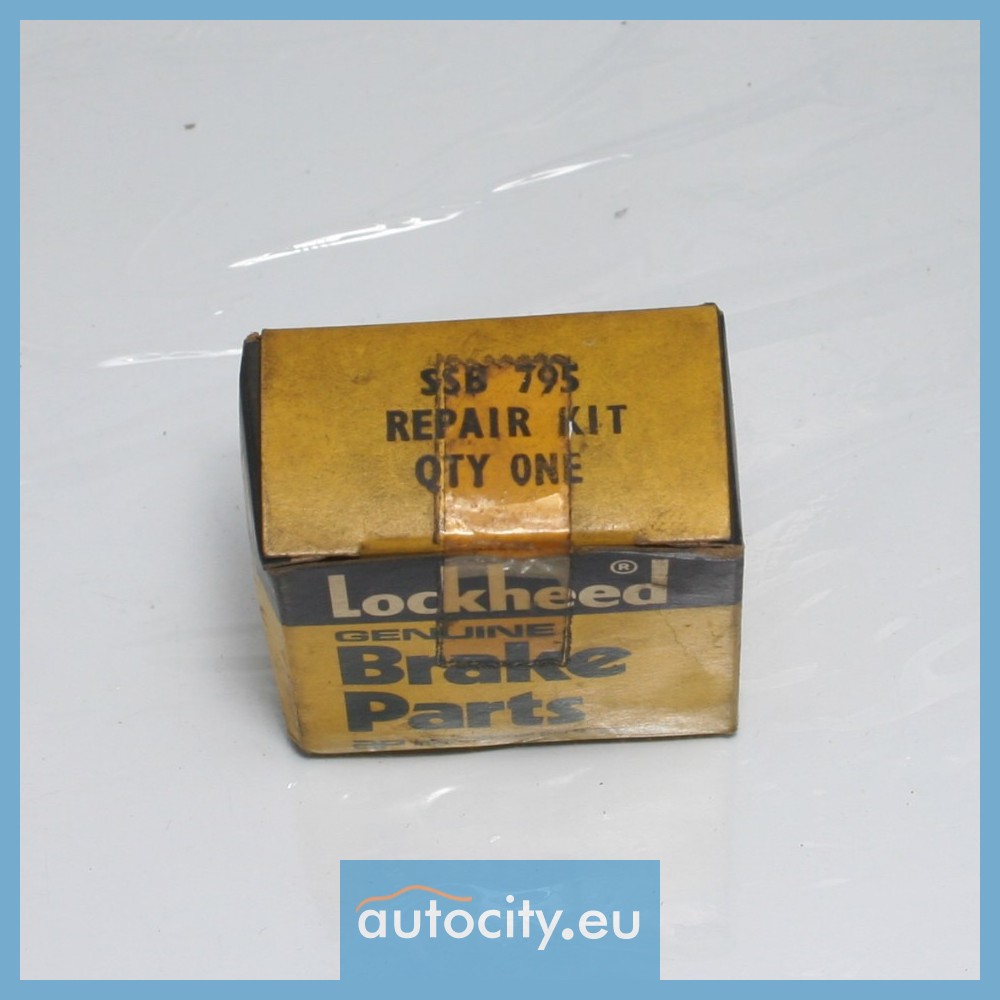 SSB 795
REPAIR KIT
QTY ONE
Lockheed ®
GENUINE
Brake
Parts
autocity.eu